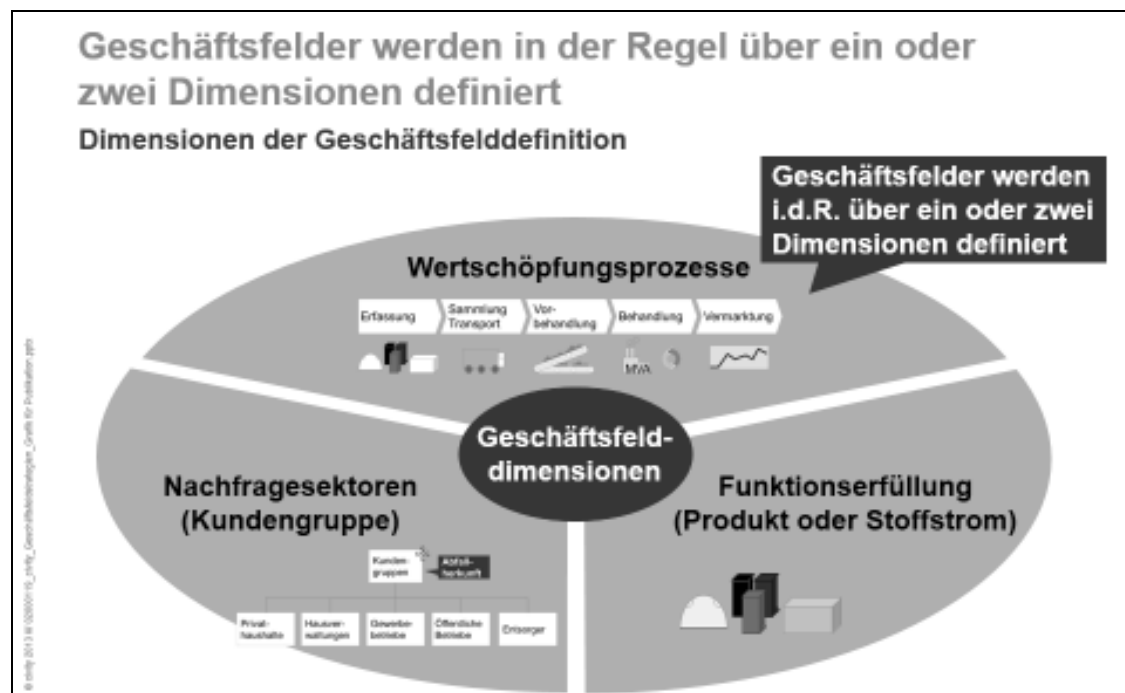 Geschäftsfelder werden in der Regel über ein oder
zwei Dimensionen definiert
Dimensionen der Geschäftsfelddefinition
Geschäftsfelder werden
i.d.R. über ein oder zwei
Dimensionen definiert
Wertschöpfungsprozesse
Erfassung
Sammlung
Transport
Vor-
behandlung
Behandlung
Vermarktung
MVA
Geschäftsfeld-
dimensionen
Nachfragesektoren
(Kundengruppe)
Kunden-
gruppen
Abfall-
herkunft
Privat-
haushalte
Hausver-
waltungen
Gewerbe-
betriebe
Öffentliche
Betriebe
Entsorger
Funktionserfüllung
(Produkt oder Stoffstrom)